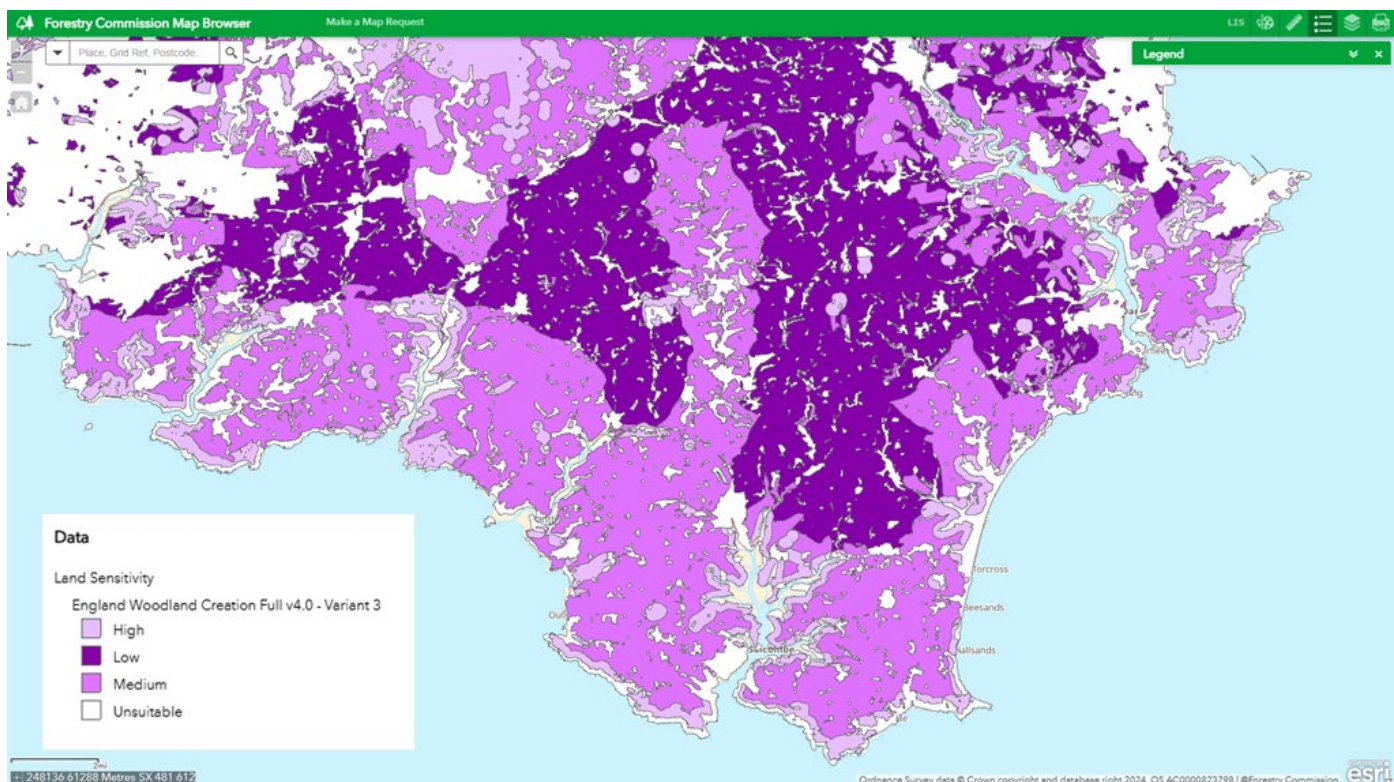 Forestry Commission Map Browser
Make a Map Request
LIS
Place, Grid Ref, Postcode..
Legend
Data
Land Sensitivity
England Woodland Creation Full v4.0 - Variant 3
High
Low
Medium
Unsuitable
Torcross
Beesands
Hallsands
2mi
248136 61288 Metres SX 481 612
Ordnance Survey data © Crown copyright and database right 2024. OS AC0000823798 | @Forestry Commission
esri